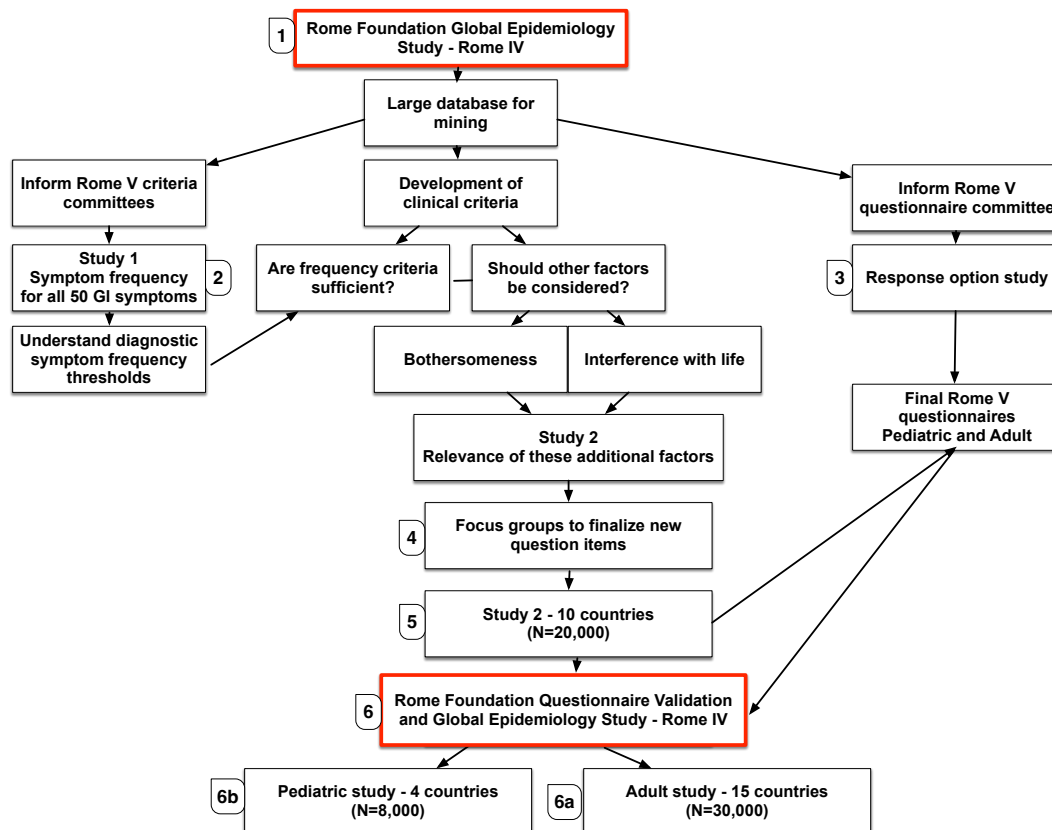 1
Rome Foundation Global Epidemiology
Study - Rome IV
Large database for
mining
Inform Rome V criteria
committees
Development of
clinical criteria
Inform Rome V
questionnaire committee
Study 1
Symptom frequency
for all 50 GI symptoms
2
Are frequency criteria
sufficient?
Should other factors
be considered?
3
Response option study
Understand diagnostic
symptom frequency
thresholds
Bothersomeness
Interference with life
Final Rome V
questionnaires
Pediatric and Adult
Study 2
Relevance of these additional factors
4
Focus groups to finalize new
question items
5
Study 2 - 10 countries
(N=20,000)
6
Rome Foundation Questionnaire Validation
and Global Epidemiology Study - Rome IV
6b
Pediatric study - 4 countries
(N=8,000)
6a
Adult study - 15 countries
(N=30,000)